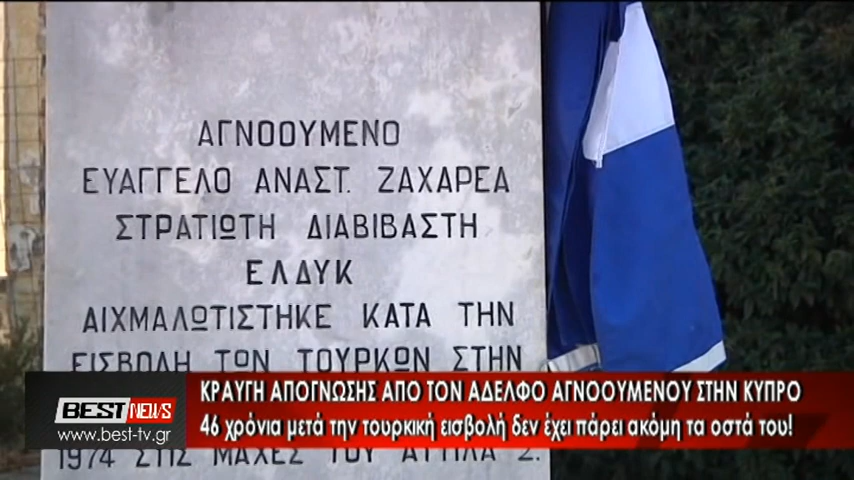 ΑΓΝΟΟΥΜΕΝΟ
ΕΥΑΓΓΕΛΟ ΑΝΑΣΤ. ΖΑΧΑΡΕΑ
ΣΤΡΑΤΙΩΤΗ ΔΙΑΒΙΒΑΣΤΗ
ΕΛΔΥΚ
ΑΙΧΜΑΛΩΤΙΣΤΗΚΕ ΚΑΤΑ ΤΗΝ
ΕΙΣΒΟΛΗ ΤΩΝ ΤΟΥΡΚΩΝ ΣΤΗΝ
1974 ΣΤΙΣ ΜΑΧΕΣ ΤΟΥ ΑΤΤΙΛΑ 2.
BEST NEWS
www.best-tv.gr
ΚΡΑΥΓΗ ΑΠΟΓΝΩΣΗΣ ΑΠΟ ΤΟΝ ΑΔΕΛΦΟ ΑΓΝΟΟΥΜΕΝΟΥ ΣΤΗΝ ΚΥΠΡΟ
46 χρόνια μετά την τουρκική εισβολή δεν έχει πάρει ακόμη τα οστά του!